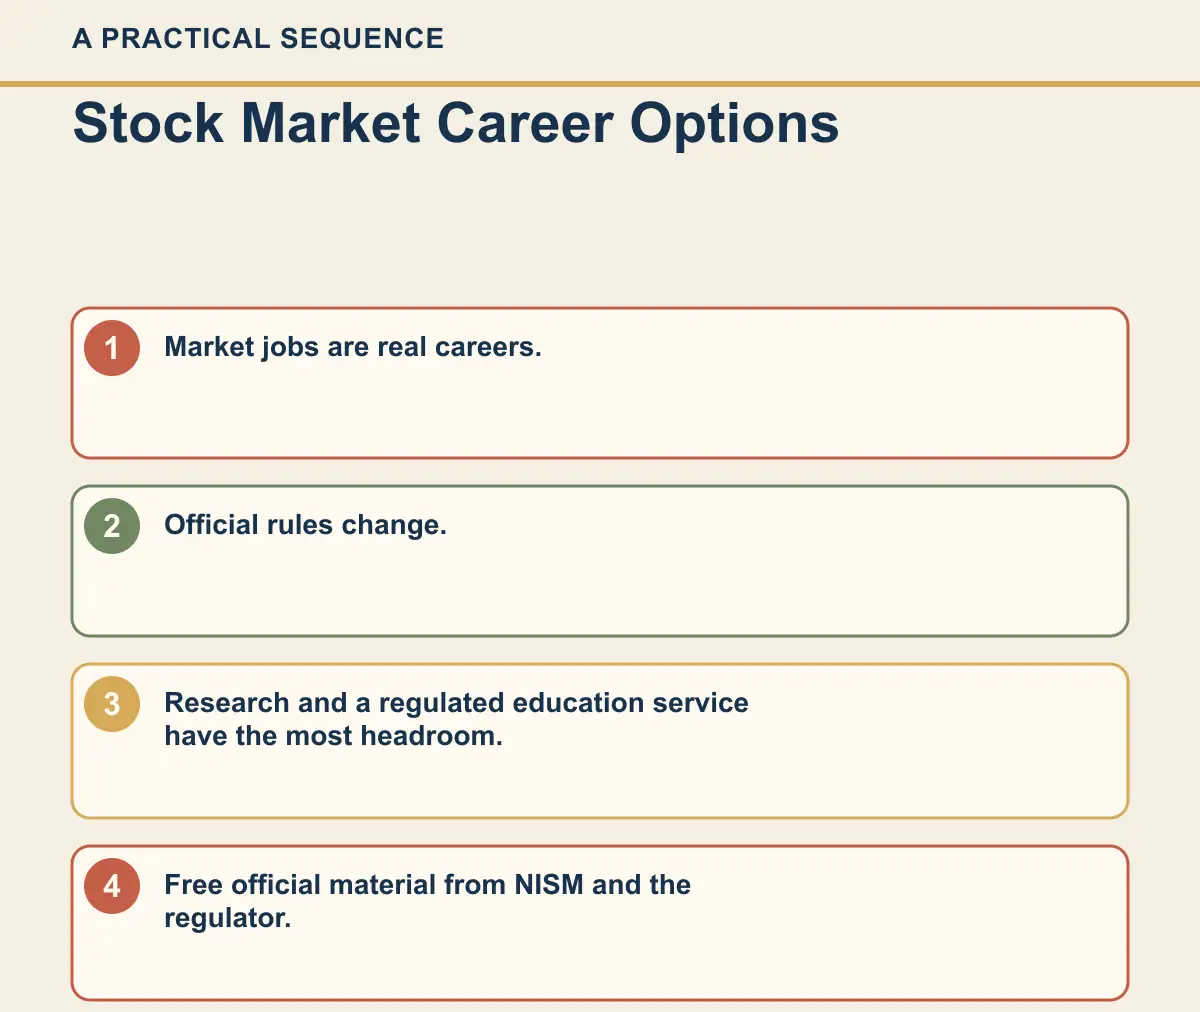 A PRACTICAL SEQUENCE
Stock Market Career Options
1
Market jobs are real careers.
2
Official rules change.
3
Research and a regulated education service
have the most headroom.
4
Free official material from NISM and the
regulator.